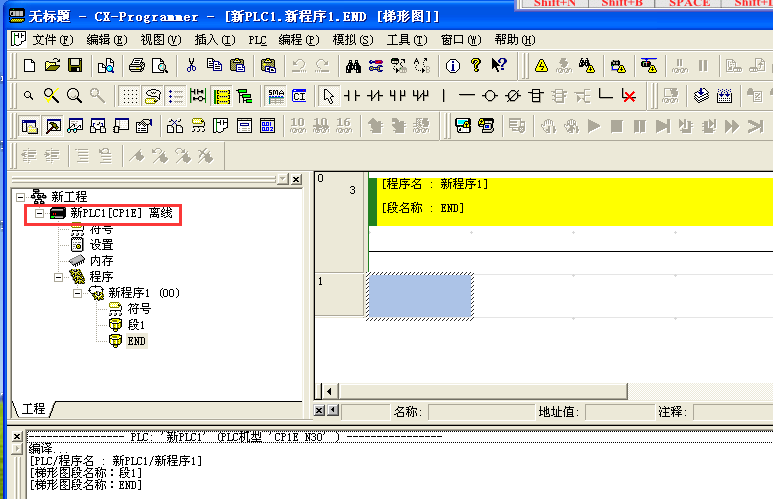 Shift+N Shift+B SPACE Shift+L
无标题 - CX-Programmer - [新PLC1.新程序1.END [梯形图]]
文件(F) 编辑(E) 视图(V) 插入(I) PLC 编程(P) 模拟(S) 工具(T) 窗口(W) 帮助(H)
SMA CI
10 10 16
新工程
新PLC1[CP1E] 离线
符号
设置
内存
程序
新程序1 (00)
符号
段1
END
工程
0
3
[程序名 : 新程序1]
[段名称 : END]
1
名称: 地址值: 注释:
---------------- PLC: '新PLC1' (PLC机型 'CP1E N30' ) ----------------
编译...
[PLC/程序名 : 新PLC1/新程序1]
[梯形图段名称：段1]
[梯形图段名称：END]